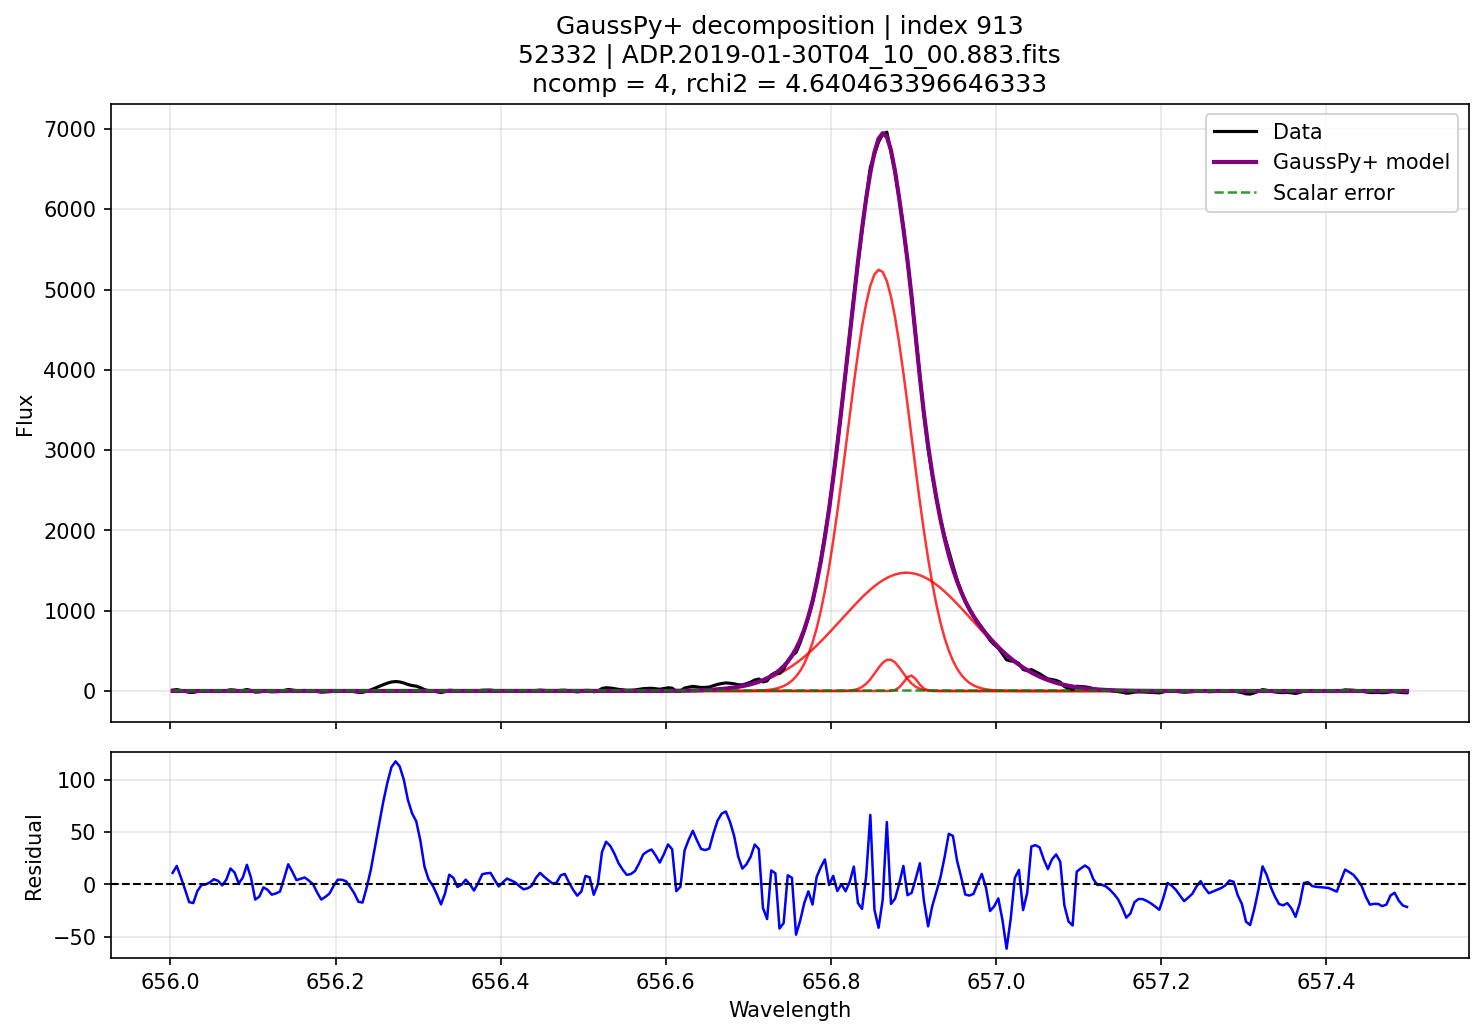 GaussPy+ decomposition | index 913
52332 | ADP.2019-01-30T04_10_00.883.fits
ncomp = 4, rchi2 = 4.640463396646333
Data
GaussPy+ model
Scalar error
7000
6000
5000
4000
3000
2000
1000
0
Flux
100
50
0
−50
Residual
656.0 656.2 656.4 656.6 656.8 657.0 657.2 657.4
Wavelength